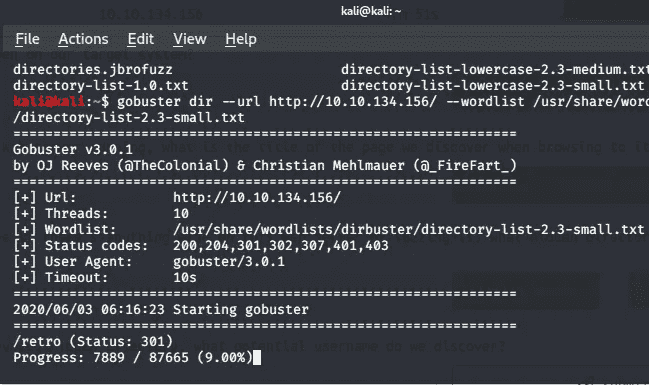 kali@kali: ~
File Actions Edit View Help
directories.jbrofuzz directory-list-lowercase-2.3-medium.txt
directory-list-1.0.txt directory-list-lowercase-2.3-small.txt
kali@kali:~$ gobuster dir --url http://10.10.134.156/ --wordlist /usr/share/wor
/directory-list-2.3-small.txt
===============================================================
Gobuster v3.0.1
by OJ Reeves (@TheColonial) & Christian Mehlmauer (@_FireFart_)
===============================================================
[+] Url: http://10.10.134.156/
[+] Threads: 10
[+] Wordlist: /usr/share/wordlists/dirbuster/directory-list-2.3-small.txt
[+] Status codes: 200,204,301,302,307,401,403
[+] User Agent: gobuster/3.0.1
[+] Timeout: 10s
===============================================================
2020/06/03 06:16:23 Starting gobuster
===============================================================
/retro (Status: 301)
Progress: 7889 / 87665 (9.00%)